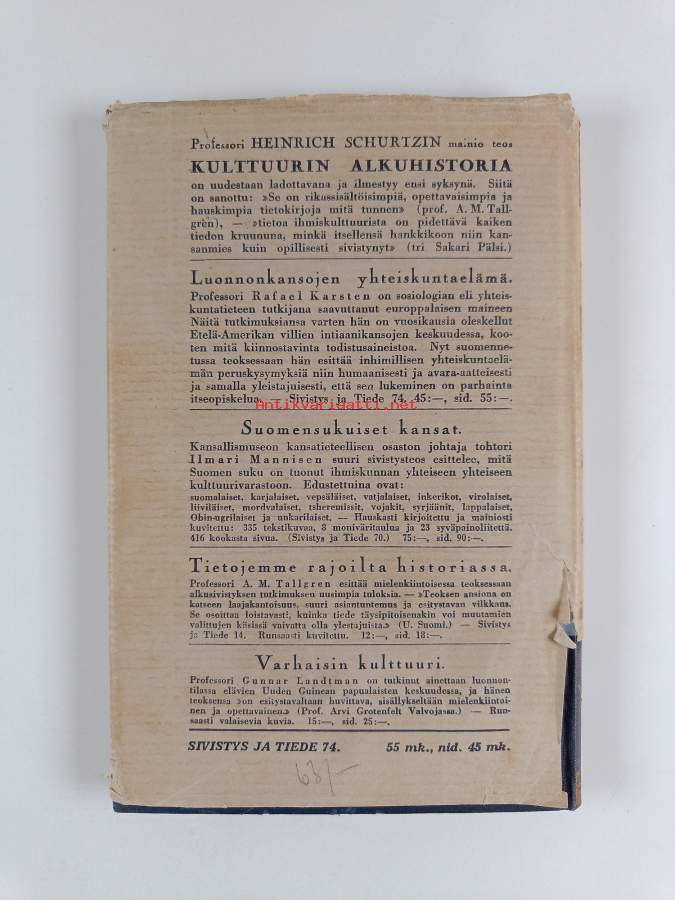 Professori HEINRICH SCHURTZIN mainio teos
KULTTUURIN ALKUHISTORIA
on uudestaan ladottavana ja ilmestyy ensi syksynä. Siitä
on sanottu: »Se on rikassisältöisimpiä, opettavaisimpia ja
hauskimpia tietokirjoja mitä tunnen» (prof. A. M. Tall-
grén), — »tietoa ihmiskulttuurista on pidettävä kaiken
tiedon kruununa, minkä itsellensä hankkikoon niin kan-
sanmies kuin opillisesti sivistynyt» (tri Sakari Pälsi.)
Luonnonkansojen yhteiskuntaelämä.
Professori Rafael Karsten on sosiologian eli yhteis-
kuntatieteen tutkijana saavuttanut eurooppalaisen maineen
Näitä tutkimuksiansa varten hän on vuosikausia oleskellut
Etelä-Amerikan villien intiaanikansojen keskuudessa, koo-
ten mitä kiinnostavinta todistusaineistoa. Nyt suomenne-
tussa teoksessaan hän esittää inhimillisen yhteiskuntaelä-
män peruskysymyksiä niin humaanisesti ja avara-aatteisesti
ja samalla yleistajuisesti, että sen lukeminen on parhainta
itseopiskelua. — Sivistys ja Tiede 74. 45:—, sid. 55:—.
Antikvariaatti.net
Suomensukuiset kansat.
Kansallismuseon kansatieteellisen osaston johtaja tohtori
Ilmari Mannisen suuri sivistysteos esittelee, mitä
Suomen suku on tuonut ihmiskunnan yhteiseen yhteiseen
kulttuurivarastoon. Edustettuina ovat:
suomalaiset, karjalaiset, vepsäläiset, vatjalaiset, inkerikot, virolaiset,
liiviläiset, mordvalaiset, tsheremissit, votjakit, syrjäänit, lappalaiset,
Obin-ugrilaiset ja unkarilaiset. — Hauskasti kirjoitettu ja mainiosti
kuvitettu: 335 tekstikuvaa, 8 moniväritaulua ja 23 syväpainoliitettä.
416 kookasta sivua. (Sivistys ja Tiede 70.) 75:—, sid. 90:—.
Tietojemme rajoilta historiassa.
Professori A. M. Tallgren esittää mielenkiintoisessa teoksessaan
alkusivistyksen tutkimuksen uusimpia tuloksia. — »Teoksen ansiona on
katseen laajakantoisuus, suuri asiantuntemus ja esitystavan vilkkaus.
Se osoittaa loistavasti, kuinka tiede täysipitoisenakin voi muutamien
valittujen käsissä vaivatta olla yleistajuista.» (U. Suomi.) — Sivistys
ja Tiede 14. Runsaasti kuvitettu. 12:—, sid. 18:—.
Varhaisin kulttuuri.
Professori Gunnar Landtman on tutkinut ainettaan luonnon-
tilassa elävien Uuden Guinean papualaisten keskuudessa, ja hänen
teoksensa »on esitystavaltaan huvittava, sisällykseltään mielenkiintoi-
nen ja opettavainen.» (Prof. Arvi Grotenfelt Valvojassa.) — Run-
saasti valaisevia kuvia. 15:—, sid. 25:—.
SIVISTYS JA TIEDE 74. 55 mk., nid. 45 mk.